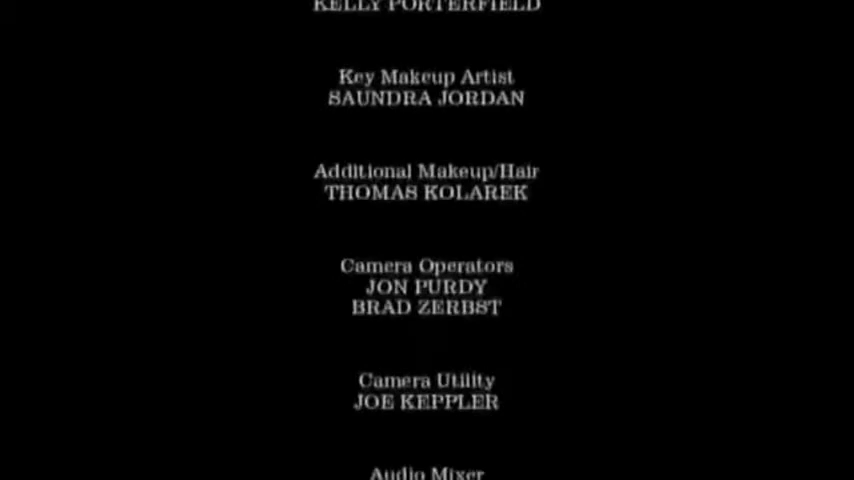 KELLY PORTERFIELD
Key Makeup Artist
SAUNDRA JORDAN
Additional Makeup/Hair
THOMAS KOLAREK
Camera Operators
JON PURDY
BRAD ZERBST
Camera Utility
JOE KEPPLER
Audio Mixer